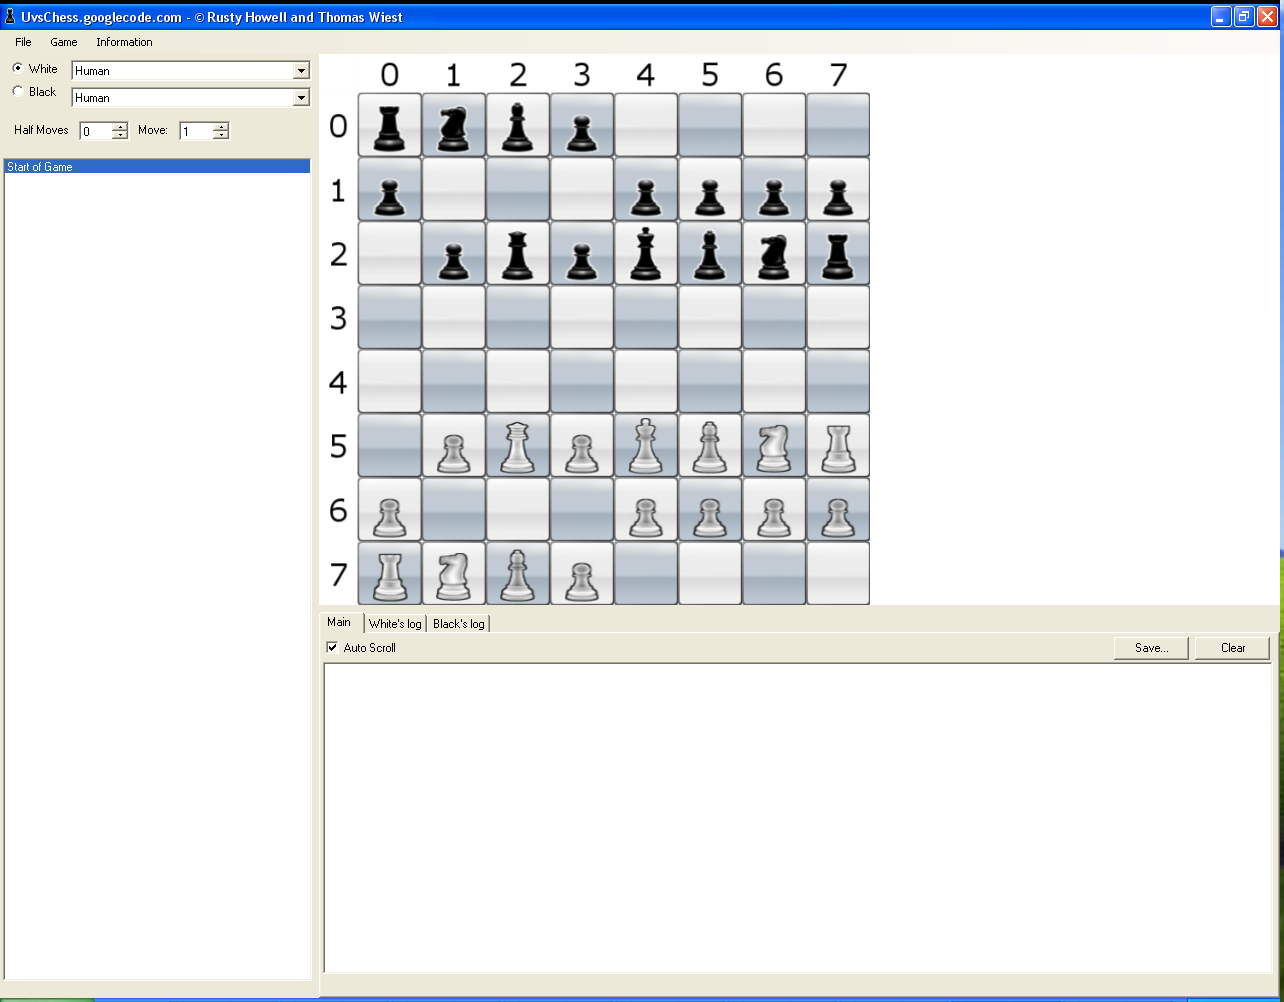 UvsChess.googlecode.com - © Rusty Howell and Thomas Wiest
File Game Information
White Human
Black Human
Half Moves 0 Move: 1
Start of Game
0 1 2 3 4 5 6 7
0
1
2
3
4
5
6
7
Main White's log Black's log
Auto Scroll Save... Clear